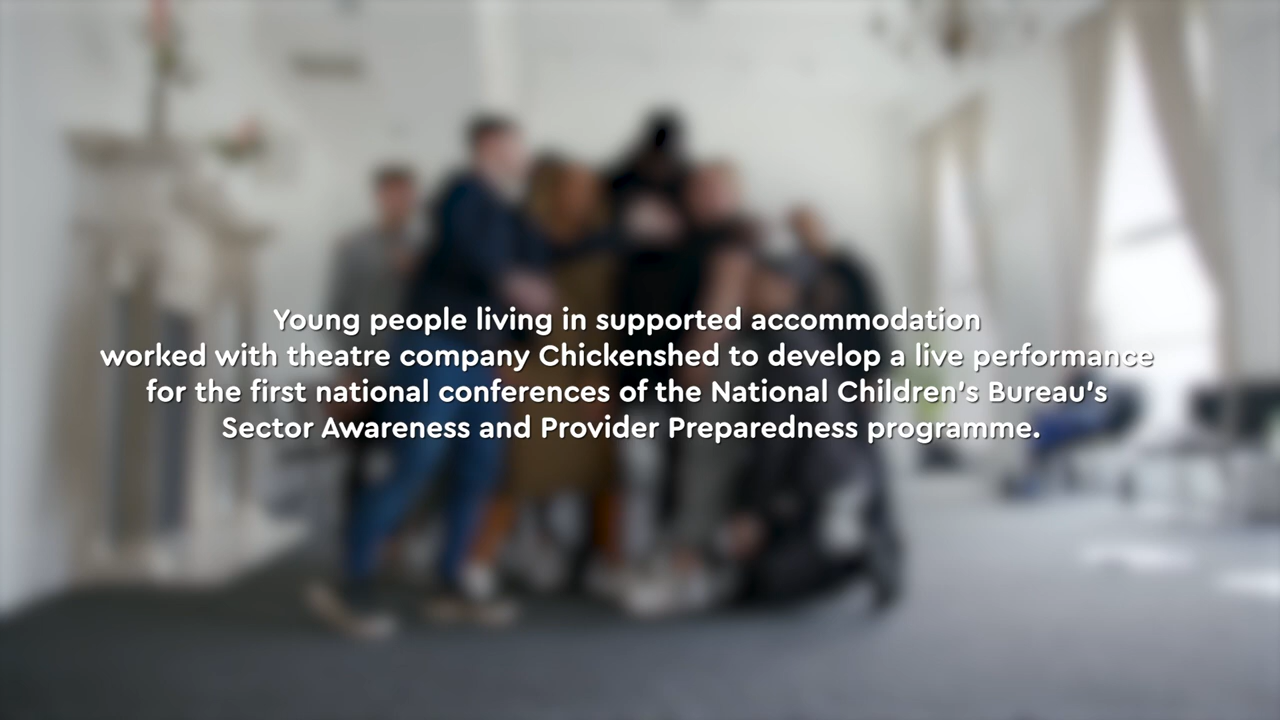 Young people living in supported accommodation
worked with theatre company Chickenshed to develop a live performance
for the first national conferences of the National Children's Bureau's
Sector Awareness and Provider Preparedness programme.